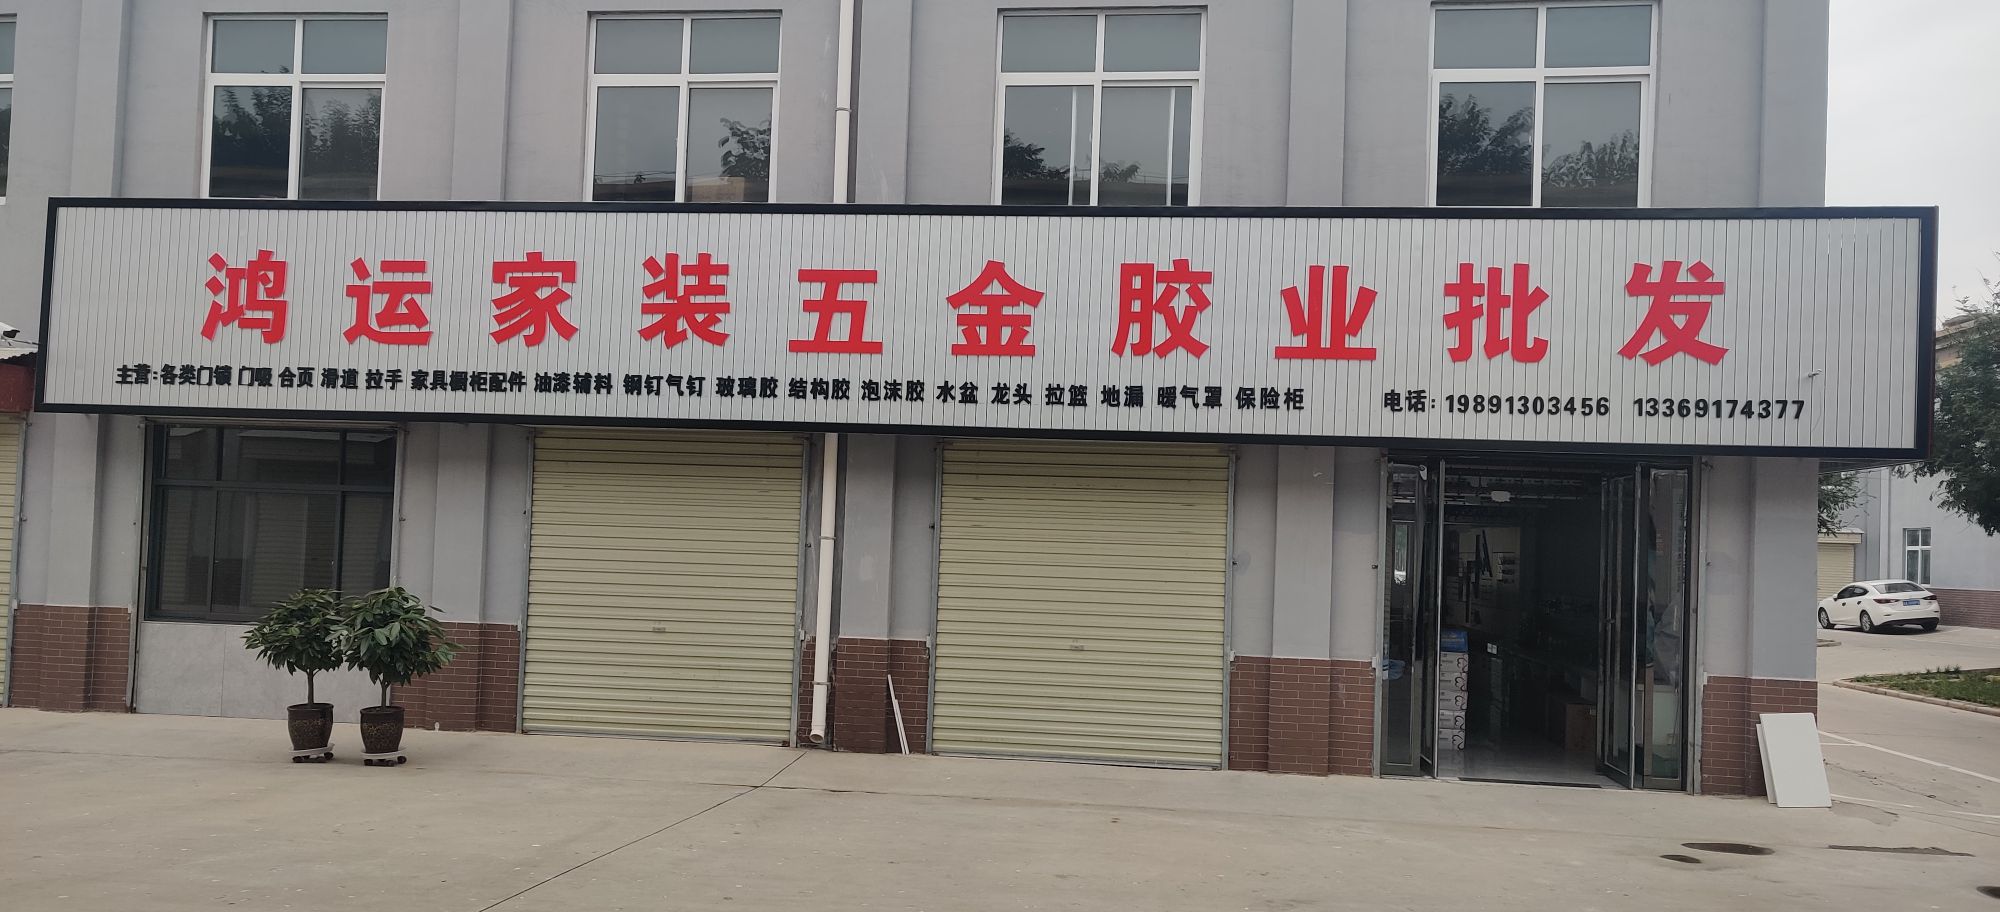 鸿运家装五金胶业批发
主营:各类门锁 门吸 合页 滑道 拉手 家具橱柜配件 油漆辅料 钢钉气钉 玻璃胶 结构胶 泡沫胶 水盆 龙头 拉篮 地漏 暖气罩 保险柜 电话:19891303456 13369174377